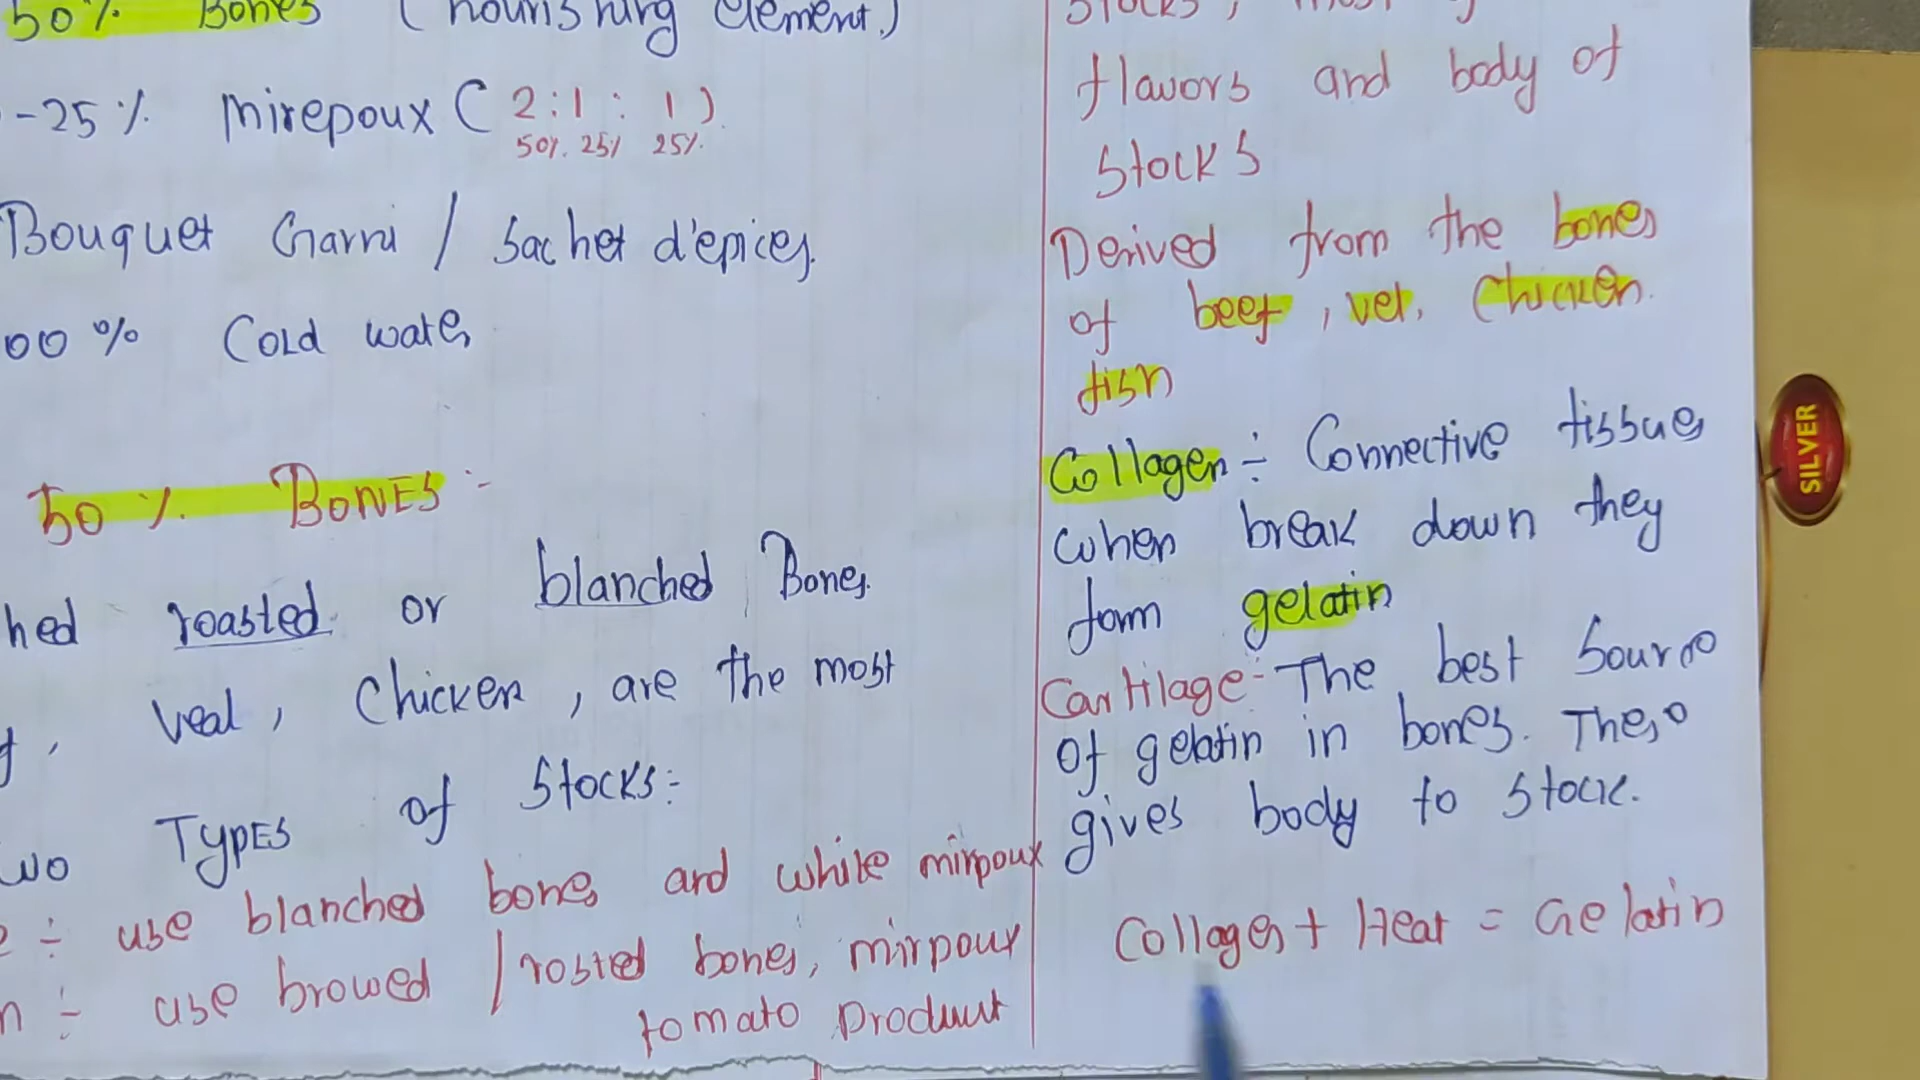 50% Bones (nourishing element.)
-25% mirepoux (2:1:1)
50% 25% 25%.
Bouquet Garni / Sachet d'epices.
00% Cold water
50% BONES:-
hed roasted or blanched Bones.
veal, Chicken, are the most
Types of Stocks:-
÷ use blanched bones and white mirpoux
n ÷ use browed / rosted bones, mirpoux
tomato product
Stocks,
flavors and body of
Stocks
Derived from the bones
of beef, vel, Chicken.
fish
Collagen ÷ Connective tissues
when break down they
form gelatin
Cartilage:- The best Source
of gelatin in bones. These
gives body to stock.
Collagen + Heat = Gelatin
SILVER